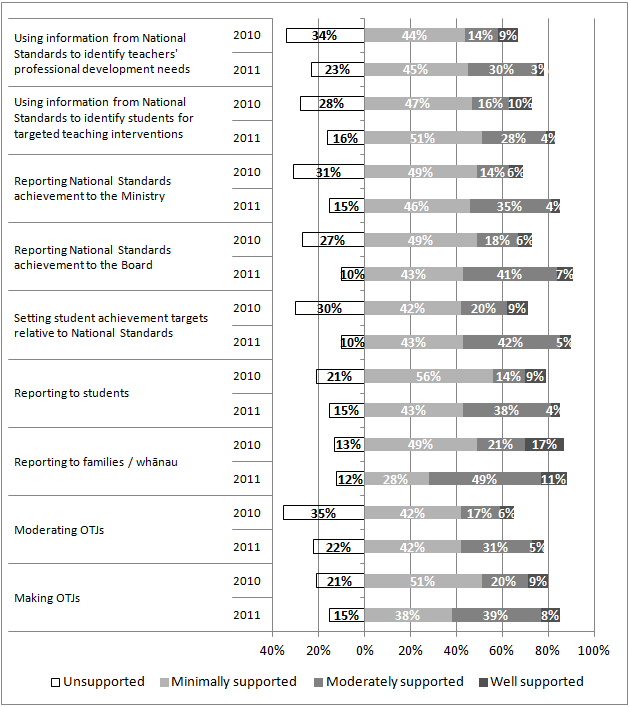 Using information from National
Standards to identify teachers'
professional development needs
2010
34% 44% 14% 9%
2011
23% 45% 30% 3%
Using information from National
Standards to identify students for
targeted teaching interventions
2010
28% 47% 16% 10%
2011
16% 51% 28% 4%
Reporting National Standards
achievement to the Ministry
2010
31% 49% 14% 6%
2011
15% 46% 35% 4%
Reporting National Standards
achievement to the Board
2010
27% 49% 18% 6%
2011
10% 43% 41% 7%
Setting student achievement targets
relative to National Standards
2010
30% 42% 20% 9%
2011
10% 43% 42% 5%
Reporting to students
2010
21% 56% 14% 9%
2011
15% 43% 38% 4%
Reporting to families / whānau
2010
13% 49% 21% 17%
2011
12% 28% 49% 11%
Moderating OTJs
2010
35% 42% 17% 6%
2011
22% 42% 31% 5%
Making OTJs
2010
21% 51% 20% 9%
2011
15% 38% 39% 8%
40% 20% 0% 20% 40% 60% 80% 100%
Unsupported Minimally supported Moderately supported Well supported